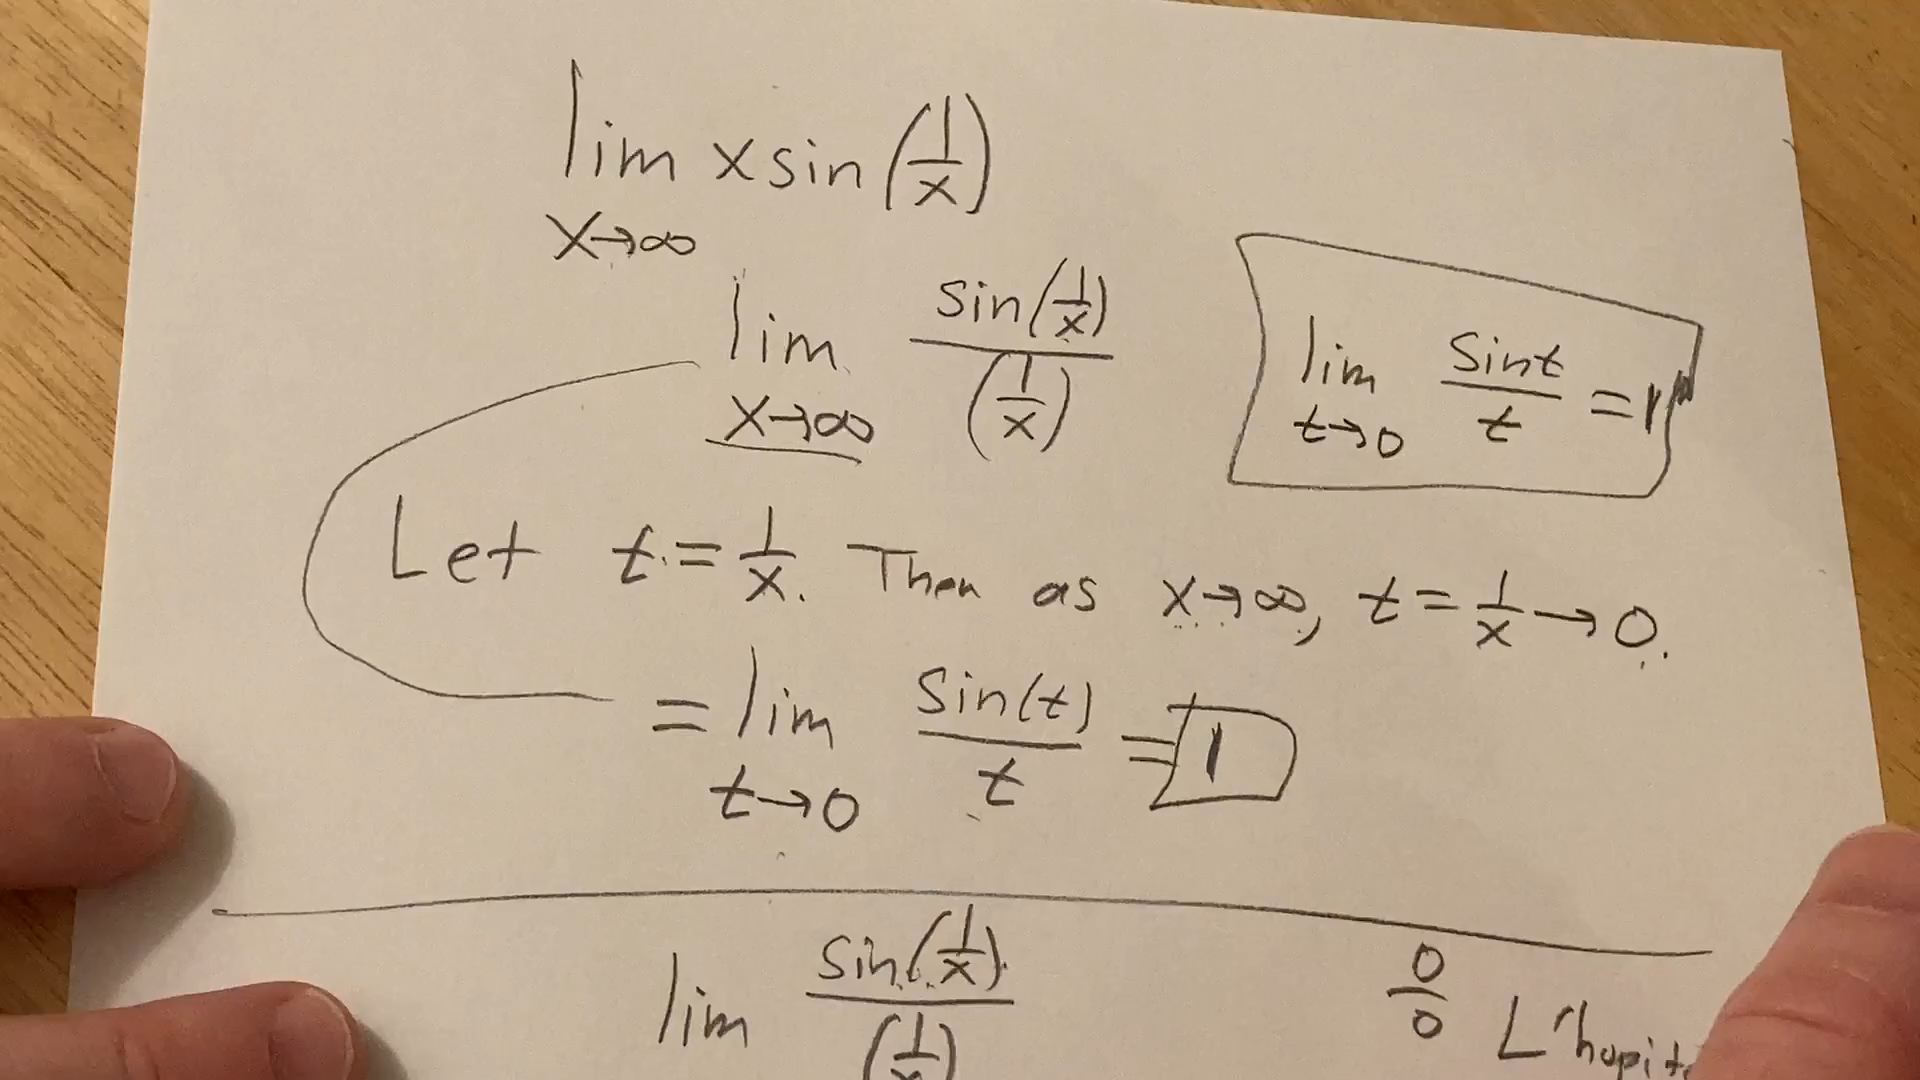 lim x sin (1/x)
x→∞
lim sin(1/x) / (1/x)
x→∞
lim sin t / t = 1
t→0
Let t = 1/x. Then as x→∞, t = 1/x → 0.
= lim sin(t) / t = 1
t→0
lim sin(1/x) / (1/x)
0/0 L'hopit